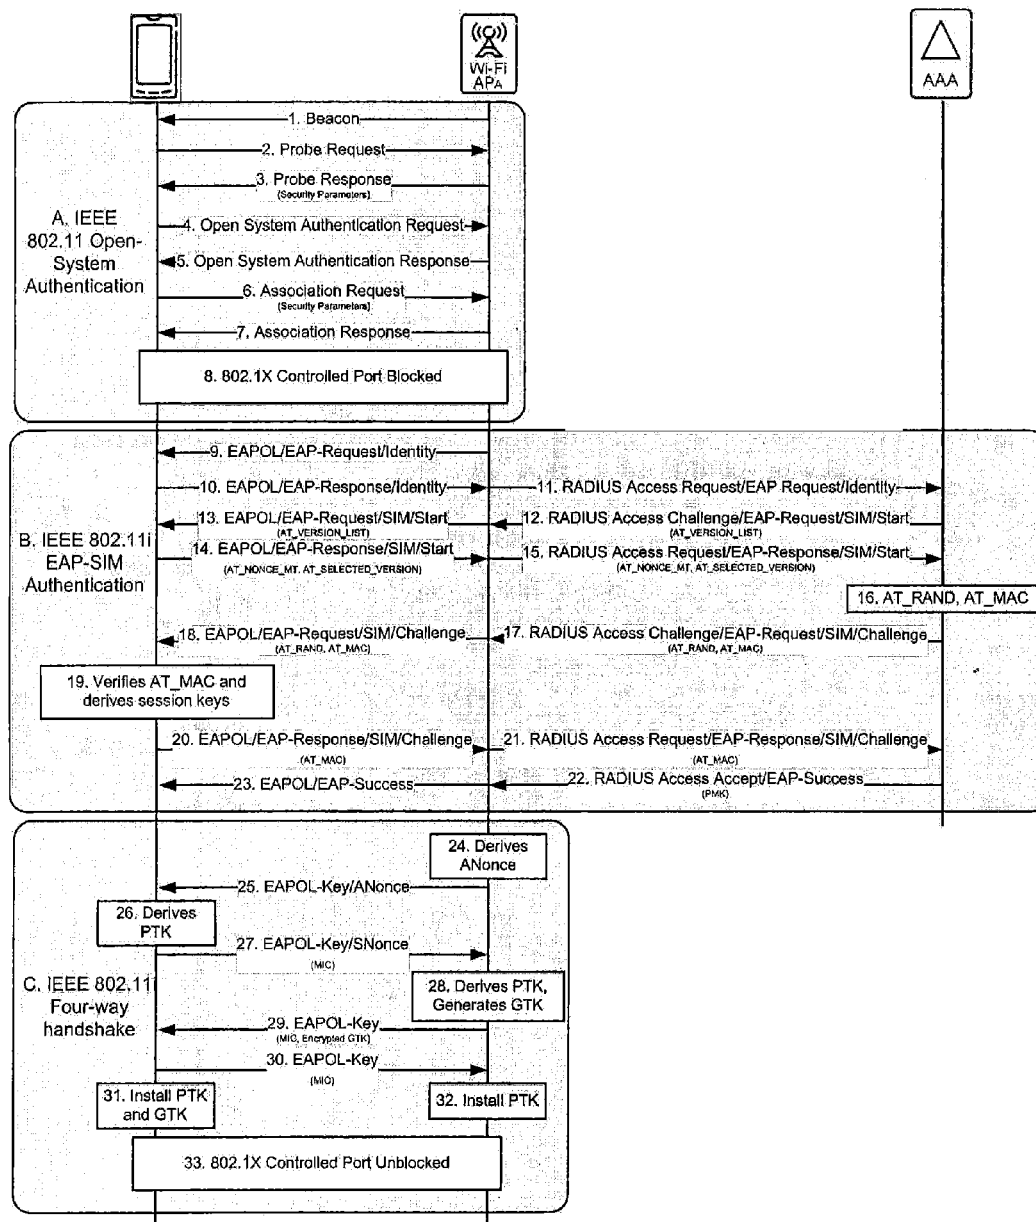 Wi-Fi
APA
AAA
1. Beacon
2. Probe Request
3. Probe Response
(Security Parameters)
A. IEEE
802.11 Open-
System
Authentication
4. Open System Authentication Request
5. Open System Authentication Response
6. Association Request
(Security Parameters)
7. Association Response
8. 802.1X Controlled Port Blocked
9. EAPOL/EAP-Request/Identity
10. EAPOL/EAP-Response/Identity
11. RADIUS Access Request/EAP Request/Identity
13. EAPOL/EAP-Request/SIM/Start
(AT_VERSION_LIST)
12. RADIUS Access Challenge/EAP-Request/SIM/Start
(AT_VERSION_LIST)
B. IEEE 802.11i
EAP-SIM
Authentication
14. EAPOL/EAP-Response/SIM/Start
(AT_NONCE_MT, AT_SELECTED_VERSION)
15. RADIUS Access Request/EAP-Response/SIM/Start
(AT_NONCE_MT, AT_SELECTED_VERSION)
16. AT_RAND, AT_MAC
18. EAPOL/EAP-Request/SIM/Challenge
(AT_RAND, AT_MAC)
17. RADIUS Access Challenge/EAP-Request/SIM/Challenge
(AT_RAND, AT_MAC)
19. Verifies AT_MAC and
derives session keys
20. EAPOL/EAP-Response/SIM/Challenge
(AT_MAC)
21. RADIUS Access Request/EAP-Response/SIM/Challenge
(AT_MAC)
23. EAPOL/EAP-Success
22. RADIUS Access Accept/EAP-Success
(PMK)
24. Derives
ANonce
25. EAPOL-Key/ANonce
26. Derives
PTK
27. EAPOL-Key/SNonce
(MIC)
C. IEEE 802.11i
Four-way
handshake
28. Derives PTK,
Generates GTK
29. EAPOL-Key
(MIC, Encrypted GTK)
30. EAPOL-Key
(MIC)
31. Install PTK
and GTK
32. Install PTK
33. 802.1X Controlled Port Unblocked